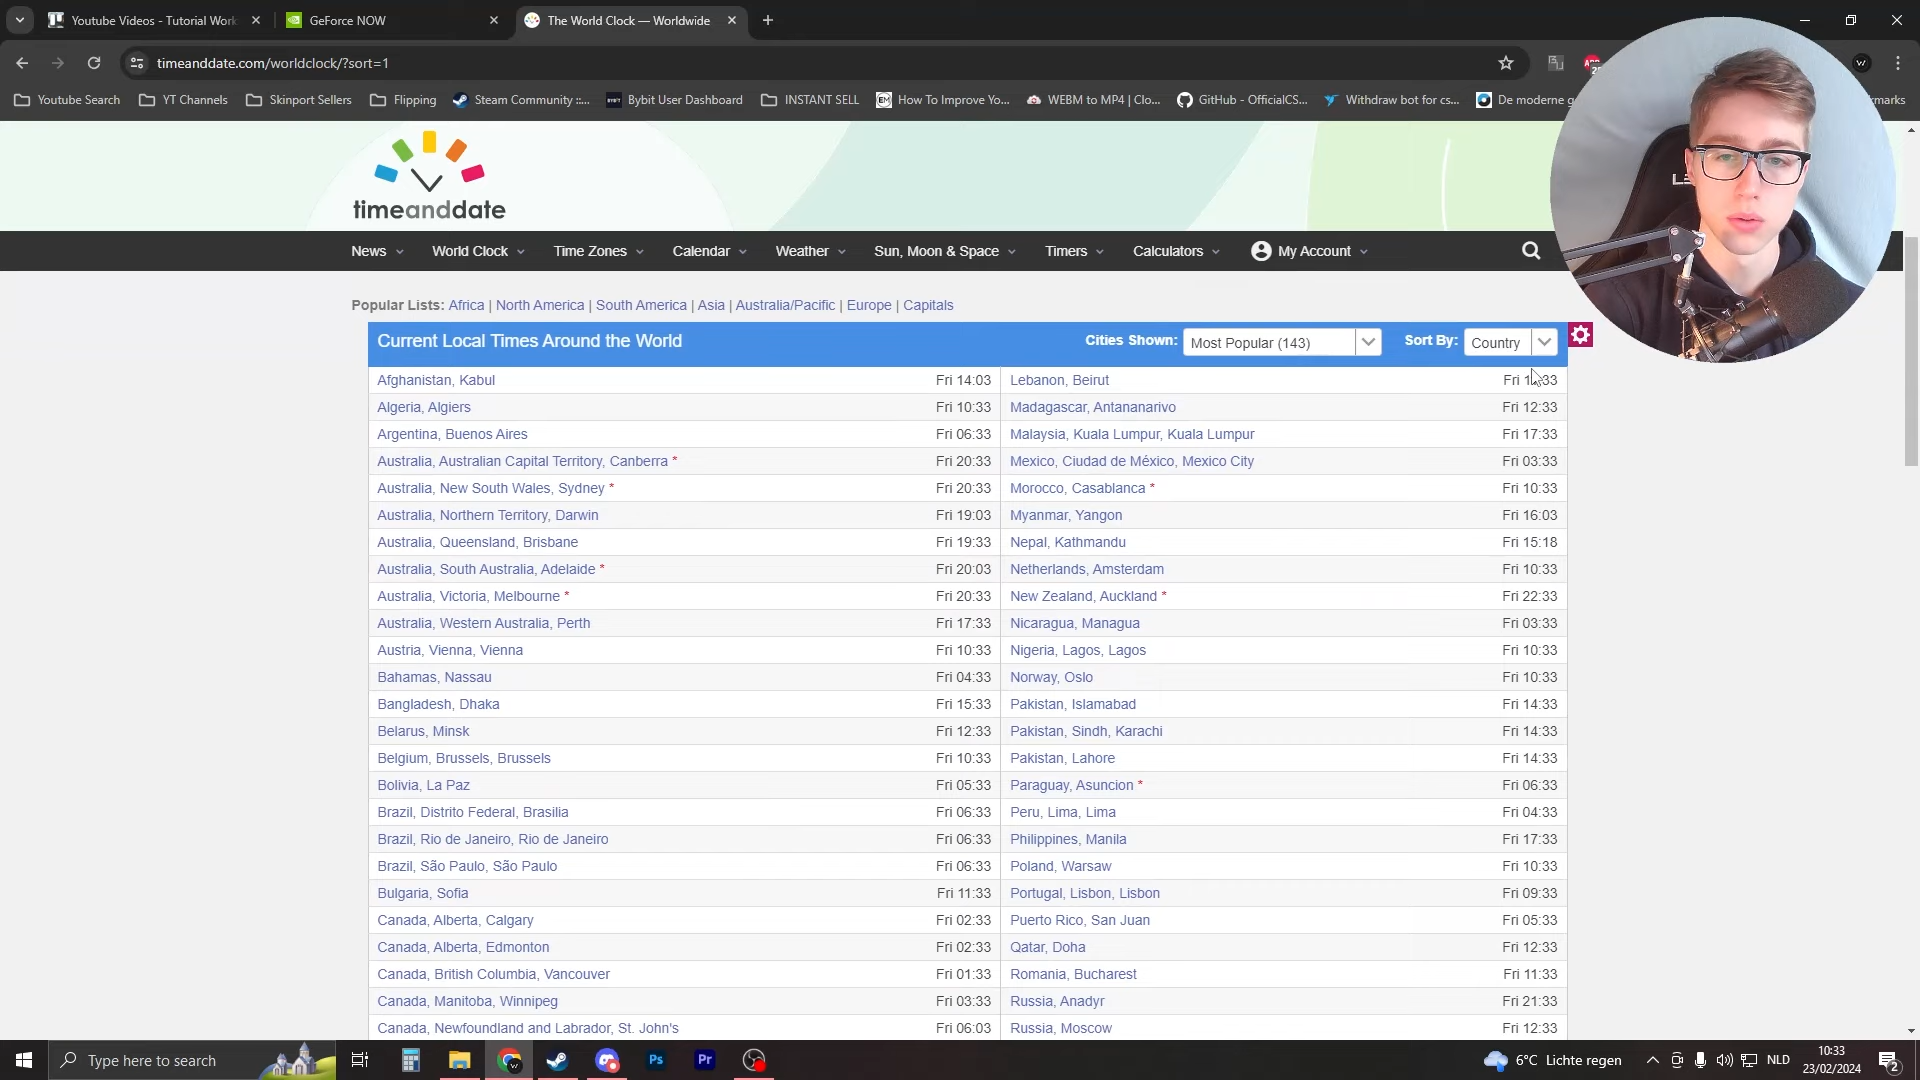 Youtube Videos - Tutorial Work
GeForce NOW
The World Clock — Worldwide
timeanddate.com/worldclock/?sort=1
Youtube Search
YT Channels
Skinport Sellers
Flipping
Steam Community ::...
Bybit User Dashboard
INSTANT SELL
How To Improve Yo...
WEBM to MP4 | Clo...
GitHub - OfficialCS...
Withdraw bot for cs...
De moderne g
timeanddate
News
World Clock
Time Zones
Calendar
Weather
Sun, Moon & Space
Timers
Calculators
My Account
Popular Lists: Africa | North America | South America | Asia | Australia/Pacific | Europe | Capitals
Current Local Times Around the World
Cities Shown: Most Popular (143)
Sort By: Country
Afghanistan, Kabul Fri 14:03 Lebanon, Beirut Fri
Algeria, Algiers Fri 10:33 Madagascar, Antananarivo Fri 12:33
Argentina, Buenos Aires Fri 06:33 Malaysia, Kuala Lumpur, Kuala Lumpur Fri 17:33
Australia, Australian Capital Territory, Canberra * Fri 20:33 Mexico, Ciudad de México, Mexico City Fri 03:33
Australia, New South Wales, Sydney * Fri 20:33 Morocco, Casablanca * Fri 10:33
Australia, Northern Territory, Darwin Fri 19:03 Myanmar, Yangon Fri 16:03
Australia, Queensland, Brisbane Fri 19:33 Nepal, Kathmandu Fri 15:18
Australia, South Australia, Adelaide * Fri 20:03 Netherlands, Amsterdam Fri 10:33
Australia, Victoria, Melbourne * Fri 20:33 New Zealand, Auckland * Fri 22:33
Australia, Western Australia, Perth Fri 17:33 Nicaragua, Managua Fri 03:33
Austria, Vienna, Vienna Fri 10:33 Nigeria, Lagos, Lagos Fri 10:33
Bahamas, Nassau Fri 04:33 Norway, Oslo Fri 10:33
Bangladesh, Dhaka Fri 15:33 Pakistan, Islamabad Fri 14:33
Belarus, Minsk Fri 12:33 Pakistan, Sindh, Karachi Fri 14:33
Belgium, Brussels, Brussels Fri 10:33 Pakistan, Lahore Fri 14:33
Bolivia, La Paz Fri 05:33 Paraguay, Asuncion * Fri 06:33
Brazil, Distrito Federal, Brasilia Fri 06:33 Peru, Lima, Lima Fri 04:33
Brazil, Rio de Janeiro, Rio de Janeiro Fri 06:33 Philippines, Manila Fri 17:33
Brazil, São Paulo, São Paulo Fri 06:33 Poland, Warsaw Fri 10:33
Bulgaria, Sofia Fri 11:33 Portugal, Lisbon, Lisbon Fri 09:33
Canada, Alberta, Calgary Fri 02:33 Puerto Rico, San Juan Fri 05:33
Canada, Alberta, Edmonton Fri 02:33 Qatar, Doha Fri 12:33
Canada, British Columbia, Vancouver Fri 01:33 Romania, Bucharest Fri 11:33
Canada, Manitoba, Winnipeg Fri 03:33 Russia, Anadyr Fri 21:33
Canada, Newfoundland and Labrador, St. John's Fri 06:03 Russia, Moscow Fri 12:33
Type here to search
Ps
Pr
6°C Lichte regen
NLD
10:33
23/02/2024
2